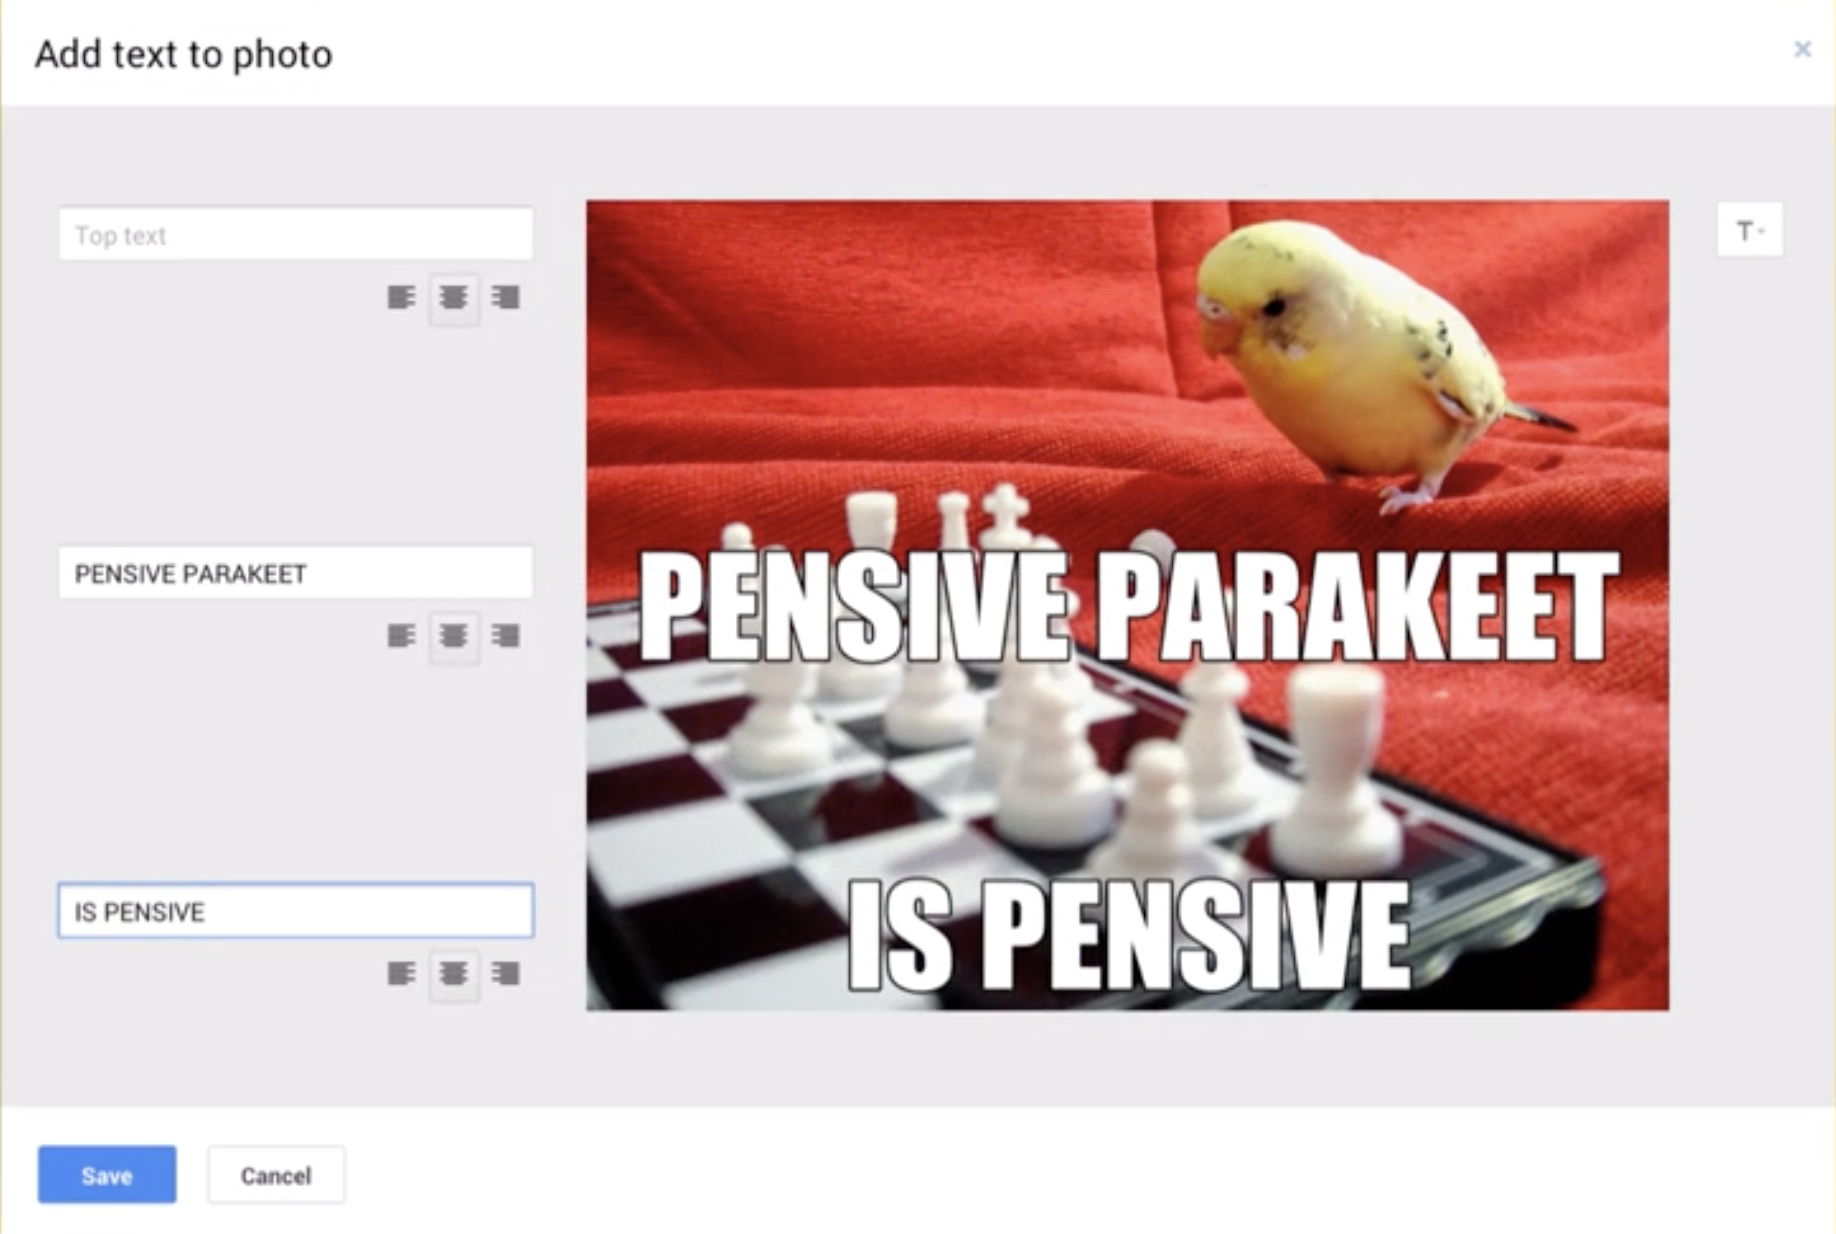 Add text to photo
×
Top text
T
PENSIVE PARAKEET
PENSIVE PARAKEET
IS PENSIVE
IS PENSIVE
Save
Cancel